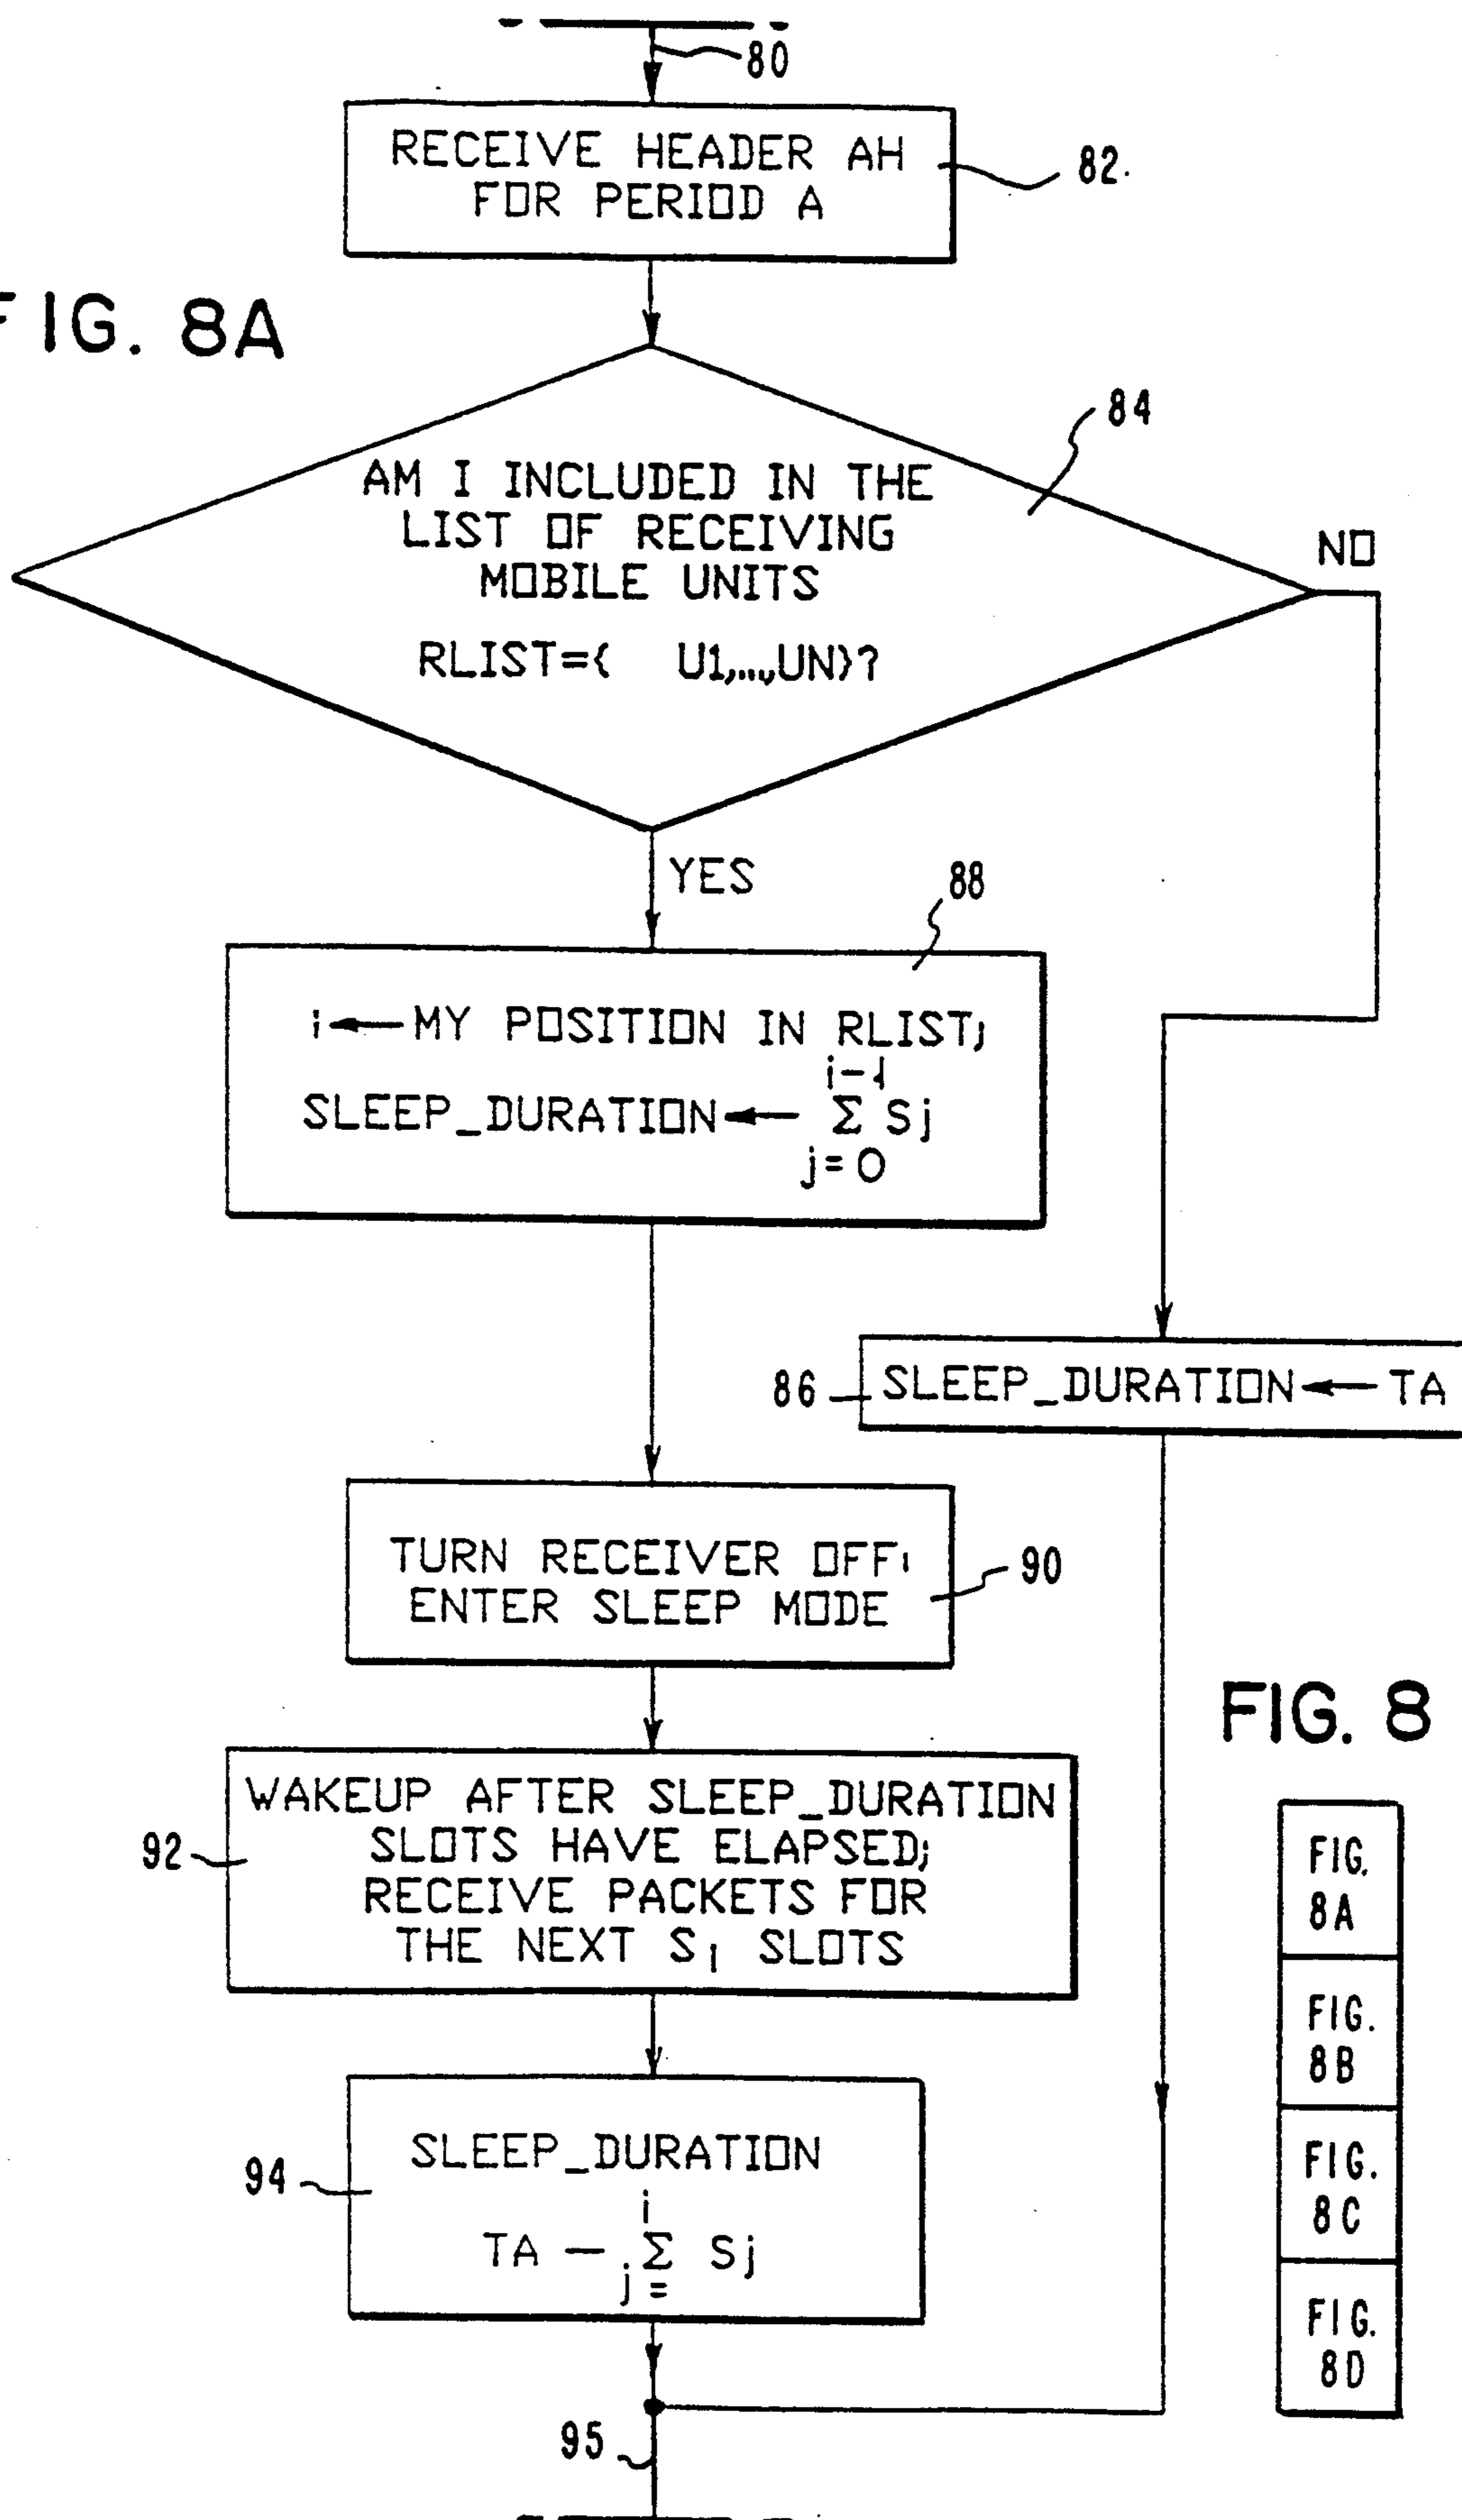 80
RECEIVE HEADER AH
FOR PERIOD A
82.
FIG. 8A
84
AM I INCLUDED IN THE
LIST OF RECEIVING
MOBILE UNITS
RLIST={ U1,...,UN}?
NO
YES
88
i← MY POSITION IN RLIST;
i-1
SLEEP_DURATION← Σ Sj
j=0
86
SLEEP_DURATION← TA
TURN RECEIVER OFF;
ENTER SLEEP MODE
90
WAKEUP AFTER SLEEP_DURATION
SLOTS HAVE ELAPSED;
RECEIVE PACKETS FOR
THE NEXT Si SLOTS
92
SLEEP_DURATION
i
TA — Σ Sj
j=
94
95
FIG. 8
FIG.
8A
FIG.
8B
FIG.
8C
FIG.
8D